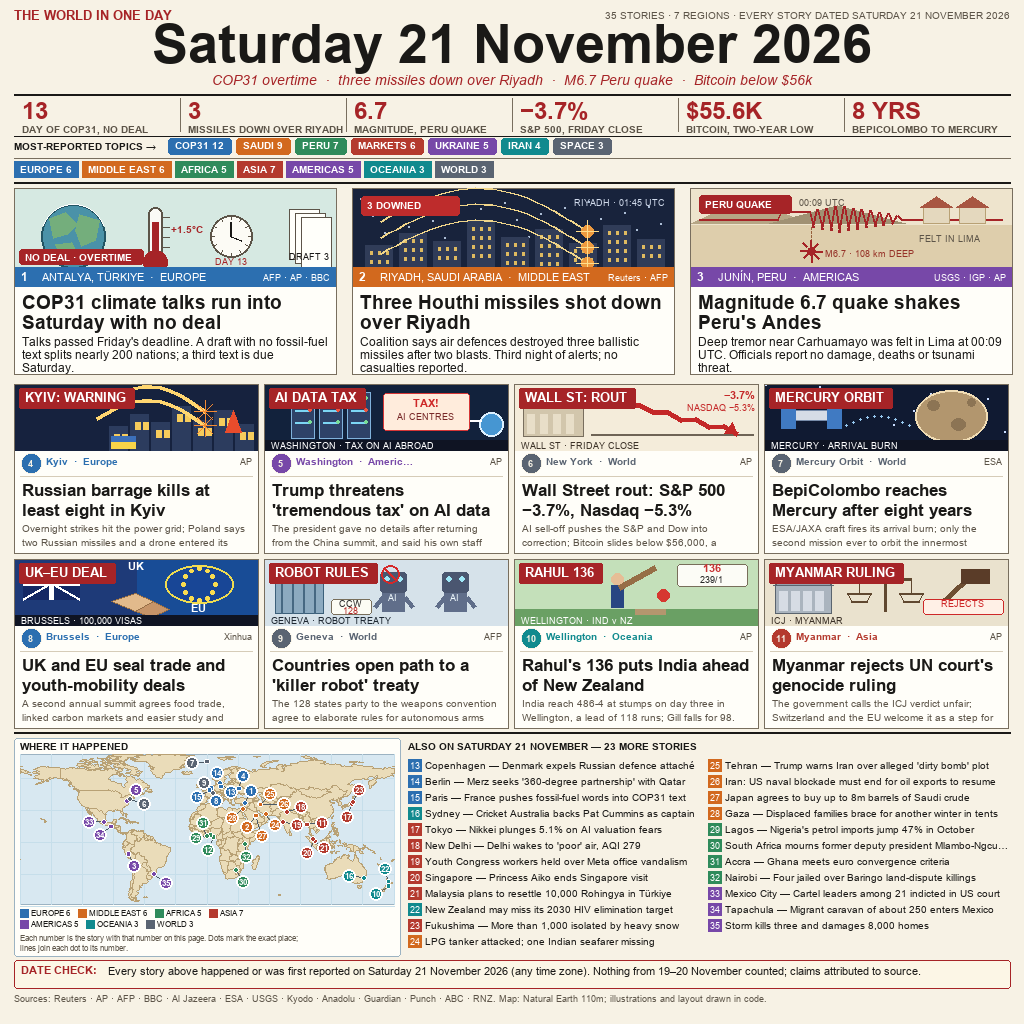 THE WORLD IN ONE DAY
35 STORIES · 7 REGIONS · EVERY STORY DATED SATURDAY 21 NOVEMBER 2026
Saturday 21 November 2026
COP31 overtime · three missiles down over Riyadh · M6.7 Peru quake · Bitcoin below $56k
13
DAY OF COP31, NO DEAL
3
MISSILES DOWN OVER RIYADH
6.7
MAGNITUDE, PERU QUAKE
−3.7%
S&P 500, FRIDAY CLOSE
$55.6K
BITCOIN, TWO-YEAR LOW
8 YRS
BEPICOLOMBO TO MERCURY
MOST-REPORTED TOPICS → COP31 12 SAUDI 9 PERU 7 MARKETS 6 UKRAINE 5 IRAN 4 SPACE 3
EUROPE 6 MIDDLE EAST 6 AFRICA 5 ASIA 7 AMERICAS 5 OCEANIA 3 WORLD 3
+1.5°C
NO DEAL · OVERTIME
DAY 13
DRAFT 3
1 ANTALYA, TÜRKIYE · EUROPE AFP · AP · BBC
COP31 climate talks run into
Saturday with no deal
Talks passed Friday's deadline. A draft with no fossil-fuel
text splits nearly 200 nations; a third text is due
Saturday.
3 DOWNED
RIYADH · 01:45 UTC
2 RIYADH, SAUDI ARABIA · MIDDLE EAST Reuters · AFP
Three Houthi missiles shot down
over Riyadh
Coalition says air defences destroyed three ballistic
missiles after two blasts. Third night of alerts; no
casualties reported.
PERU QUAKE
00:09 UTC
FELT IN LIMA
M6.7 · 108 km DEEP
3 JUNÍN, PERU · AMERICAS USGS · IGP · AP
Magnitude 6.7 quake shakes
Peru's Andes
Deep tremor near Carhuamayo was felt in Lima at 00:09
UTC. Officials report no damage, deaths or tsunami
threat.
KYIV: WARNING
4 Kyiv · Europe AP
Russian barrage kills at
least eight in Kyiv
Overnight strikes hit the power grid; Poland says
two Russian missiles and a drone entered its
AI DATA TAX
TAX!
AI CENTRES
WASHINGTON · TAX ON AI ABROAD
5 Washington · Americ... AP
Trump threatens
'tremendous tax' on AI data
The president gave no details after returning
from the China summit, and said his own staff
WALL ST: ROUT
−3.7%
NASDAQ −5.3%
WALL ST · FRIDAY CLOSE
6 New York · World AP
Wall Street rout: S&P 500
−3.7%, Nasdaq −5.3%
AI sell-off pushes the S&P and Dow into
correction; Bitcoin slides below $56,000, a
MERCURY ORBIT
MERCURY · ARRIVAL BURN
7 Mercury Orbit · World ESA
BepiColombo reaches
Mercury after eight years
ESA/JAXA craft fires its arrival burn; only the
second mission ever to orbit the innermost
UK–EU DEAL
UK
EU
BRUSSELS · 100,000 VISAS
8 Brussels · Europe Xinhua
UK and EU seal trade and
youth-mobility deals
A second annual summit agrees food trade,
linked carbon markets and easier study and
ROBOT RULES
CCW
128
AI
AI
GENEVA · ROBOT TREATY
9 Geneva · World AFP
Countries open path to a
'killer robot' treaty
The 128 states party to the weapons convention
agree to elaborate rules for autonomous arms
RAHUL 136
136
239/1
WELLINGTON · IND v NZ
10 Wellington · Oceania AP
Rahul's 136 puts India ahead
of New Zealand
India reach 486-4 at stumps on day three in
Wellington, a lead of 118 runs; Gill falls for 98.
MYANMAR RULING
REJECTS
ICJ · MYANMAR
11 Myanmar · Asia AP
Myanmar rejects UN court's
genocide ruling
The government calls the ICJ verdict unfair;
Switzerland and the EU welcome it as a step for
WHERE IT HAPPENED
EUROPE 6 MIDDLE EAST 6 AFRICA 5 ASIA 7
AMERICAS 5 OCEANIA 3 WORLD 3
Each number is the story with that number on this page. Dots mark the exact place;
lines join each dot to its number.
ALSO ON SATURDAY 21 NOVEMBER — 23 MORE STORIES
13 Copenhagen — Denmark expels Russian defence attaché
14 Berlin — Merz seeks '360-degree partnership' with Qatar
15 Paris — France pushes fossil-fuel words into COP31 text
16 Sydney — Cricket Australia backs Pat Cummins as captain
17 Tokyo — Nikkei plunges 5.1% on AI valuation fears
18 New Delhi — Delhi wakes to 'poor' air, AQI 279
19 Youth Congress workers held over Meta office vandalism
20 Singapore — Princess Aiko ends Singapore visit
21 Malaysia plans to resettle 10,000 Rohingya in Türkiye
22 New Zealand may miss its 2030 HIV elimination target
23 Fukushima — More than 1,000 isolated by heavy snow
24 LPG tanker attacked; one Indian seafarer missing
25 Tehran — Trump warns Iran over alleged 'dirty bomb' plot
26 Iran: US naval blockade must end for oil exports to resume
27 Japan agrees to buy up to 8m barrels of Saudi crude
28 Gaza — Displaced families brace for another winter in tents
29 Lagos — Nigeria's petrol imports jump 47% in October
30 South Africa mourns former deputy president Mlambo-Ngcu...
31 Accra — Ghana meets euro convergence criteria
32 Nairobi — Four jailed over Baringo land-dispute killings
33 Mexico City — Cartel leaders among 21 indicted in US court
34 Tapachula — Migrant caravan of about 250 enters Mexico
35 Storm kills three and damages 8,000 homes
DATE CHECK: Every story above happened or was first reported on Saturday 21 November 2026 (any time zone). Nothing from 19–20 November counted; claims attributed to source.
Sources: Reuters · AP · AFP · BBC · Al Jazeera · ESA · USGS · Kyodo · Anadolu · Guardian · Punch · ABC · RNZ. Map: Natural Earth 110m; illustrations and layout drawn in code.